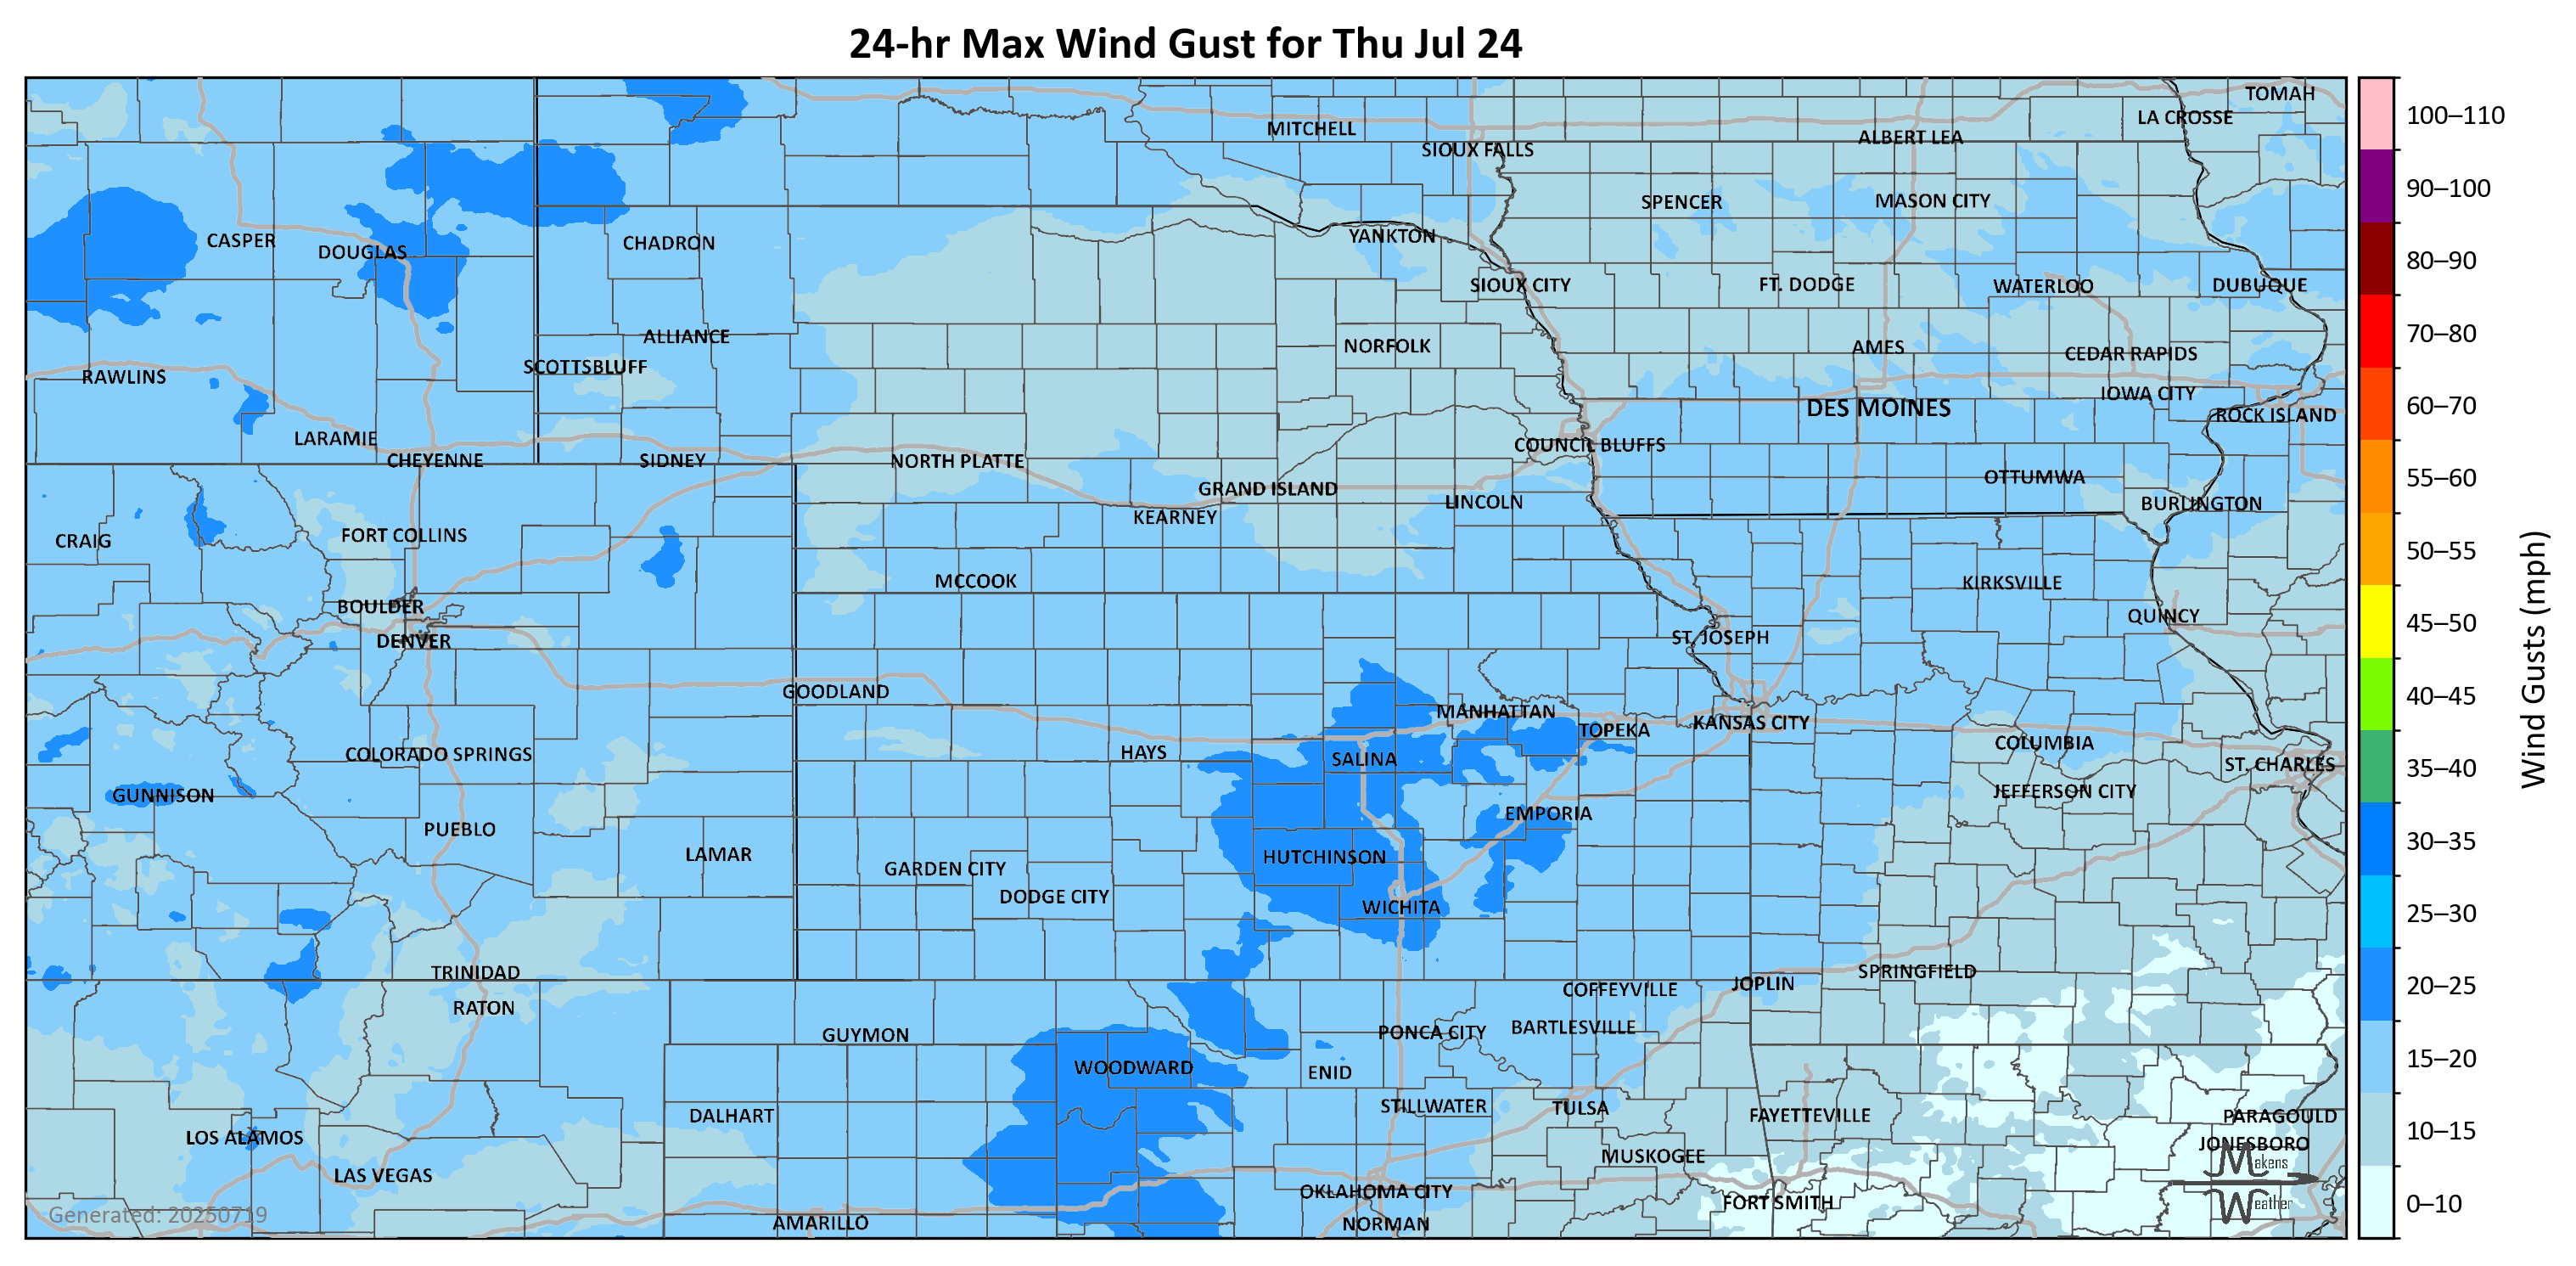 24-hr Max Wind Gust for Thu Jul 24
TOMAH
LA CROSSE
MITCHELL
ALBERT LEA
SIOUX FALLS
SPENCER
MASON CITY
CASPER
DOUGLAS
CHADRON
YANKTON
SIOUX CITY
FT. DODGE
WATERLOO
DUBUQUE
ALLIANCE
NORFOLK
AMES
CEDAR RAPIDS
SCOTTSBLUFF
RAWLINS
IOWA CITY
DES MOINES
ROCK ISLAND
LARAMIE
COUNCIL BLUFFS
CHEYENNE
SIDNEY
NORTH PLATTE
OTTUMWA
GRAND ISLAND
LINCOLN
BURLINGTON
KEARNEY
FORT COLLINS
CRAIG
MCCOOK
KIRKSVILLE
BOULDER
QUINCY
DENVER
ST. JOSEPH
GOODLAND
MANHATTAN
TOPEKA
KANSAS CITY
COLORADO SPRINGS
HAYS
SALINA
COLUMBIA
ST. CHARLES
GUNNISON
JEFFERSON CITY
EMPORIA
PUEBLO
LAMAR
HUTCHINSON
GARDEN CITY
DODGE CITY
WICHITA
TRINIDAD
SPRINGFIELD
JOPLIN
COFFEYVILLE
RATON
GUYMON
PONCA CITY
BARTLESVILLE
WOODWARD
ENID
DALHART
STILLWATER
TULSA
FAYETTEVILLE
PARAGOULD
LOS ALAMOS
JONESBORO
LAS VEGAS
MUSKOGEE
OKLAHOMA CITY
FORT SMITH
AMARILLO
NORMAN
Generated: 20250719
Makens
Weather
100–110
90–100
80–90
70–80
60–70
55–60
50–55
45–50
40–45
35–40
30–35
25–30
20–25
15–20
10–15
0–10
Wind Gusts (mph)